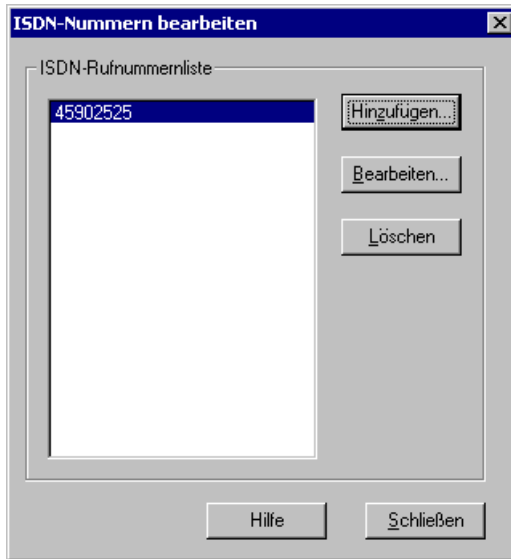 ISDN-Nummern bearbeiten
ISDN-Rufnummernliste
45902525
Hinzufügen...
Bearbeiten...
Löschen
Hilfe
Schließen